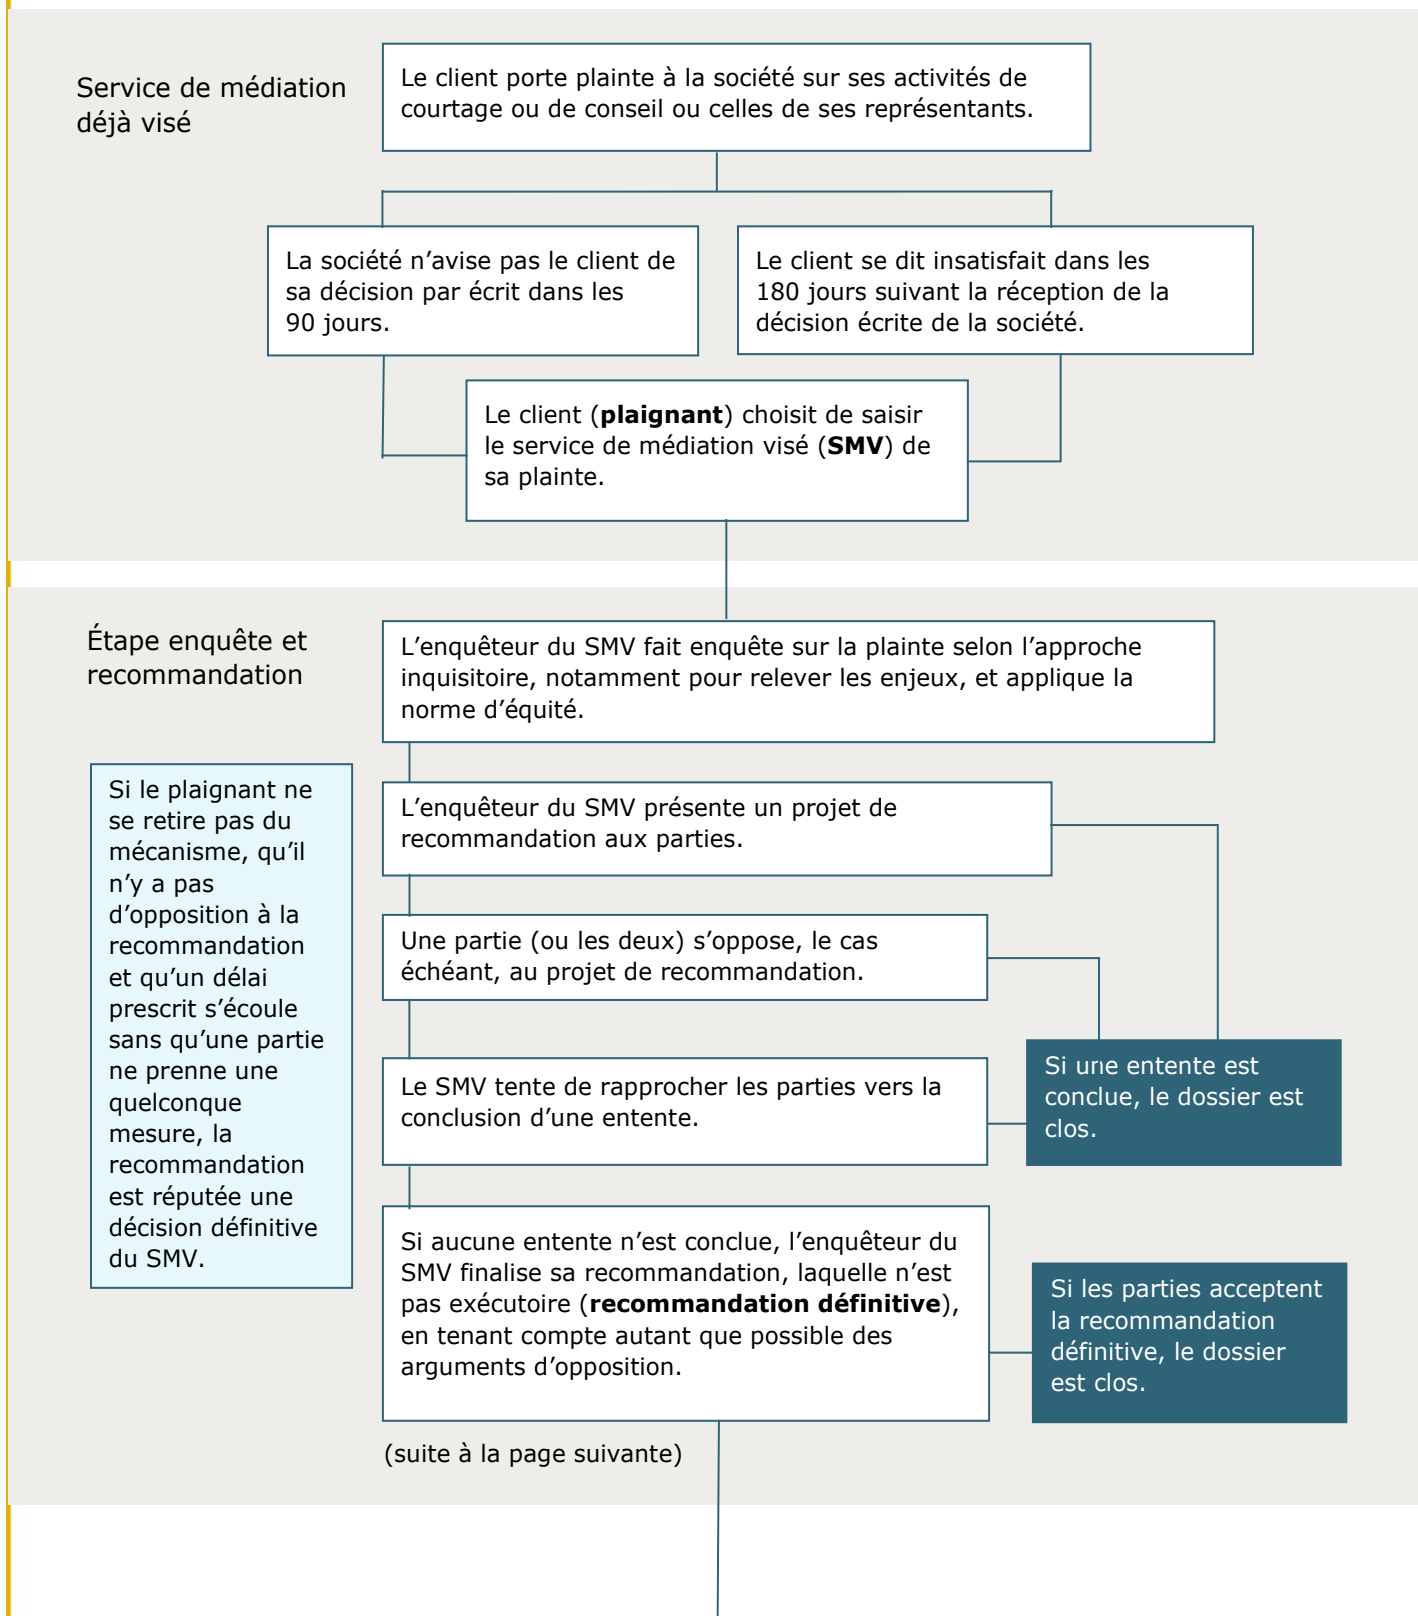 Service de médiation
déjà visé
Le client porte plainte à la société sur ses activités de
courtage ou de conseil ou celles de ses représentants.
La société n’avise pas le client de
sa décision par écrit dans les
90 jours.
Le client se dit insatisfait dans les
180 jours suivant la réception de la
décision écrite de la société.
Le client (plaignant) choisit de saisir
le service de médiation visé (SMV) de
sa plainte.
Étape enquête et
recommandation
L’enquêteur du SMV fait enquête sur la plainte selon l’approche
inquisitoire, notamment pour relever les enjeux, et applique la
norme d’équité.
Si le plaignant ne
se retire pas du
mécanisme, qu’il
n’y a pas
d’opposition à la
recommandation
et qu’un délai
prescrit s’écoule
sans qu’une partie
ne prenne une
quelconque
mesure, la
recommandation
est réputée une
décision définitive
du SMV.
L’enquêteur du SMV présente un projet de
recommandation aux parties.
Une partie (ou les deux) s’oppose, le cas
échéant, au projet de recommandation.
Le SMV tente de rapprocher les parties vers la
conclusion d’une entente.
Si une entente est
conclue, le dossier est
clos.
Si aucune entente n’est conclue, l’enquêteur du
SMV finalise sa recommandation, laquelle n’est
pas exécutoire (recommandation définitive),
en tenant compte autant que possible des
arguments d’opposition.
Si les parties acceptent
la recommandation
définitive, le dossier
est clos.
(suite à la page suivante)